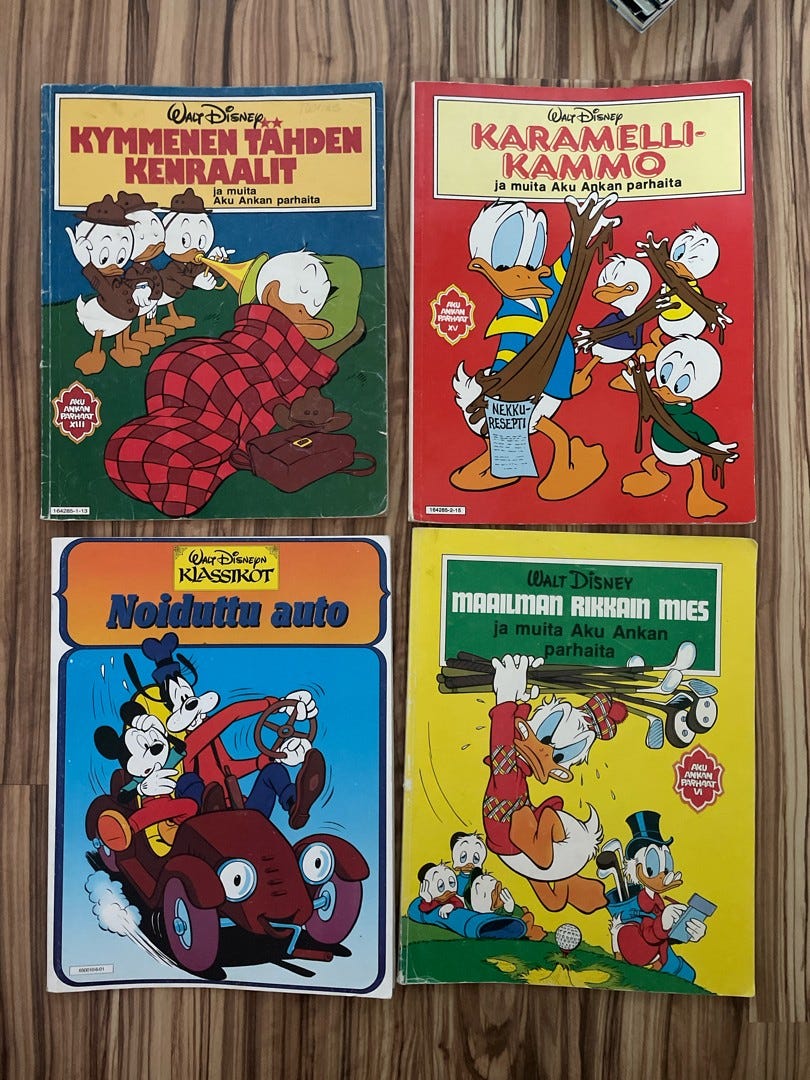 WALT DISNEY
KYMMENEN TÄHDEN
KENRAALIT
ja muita
Aku Ankan parhaita
AKU
ANKAN
PARHAAT
XIII
164285-1-13
WALT DISNEY
KARAMELLI-
KAMMO
ja muita Aku Ankan parhaita
AKU
ANKAN
PARHAAT
XV
NEKKU-
RESEPTI
164285-2-15
WALT DISNEYN
KLASSIKOT
Noiduttu auto
WALT DISNEY
MAAILMAN RIKKAIN MIES
ja muita Aku Ankan
parhaita
AKU
ANKAN
PARHAAT
VI